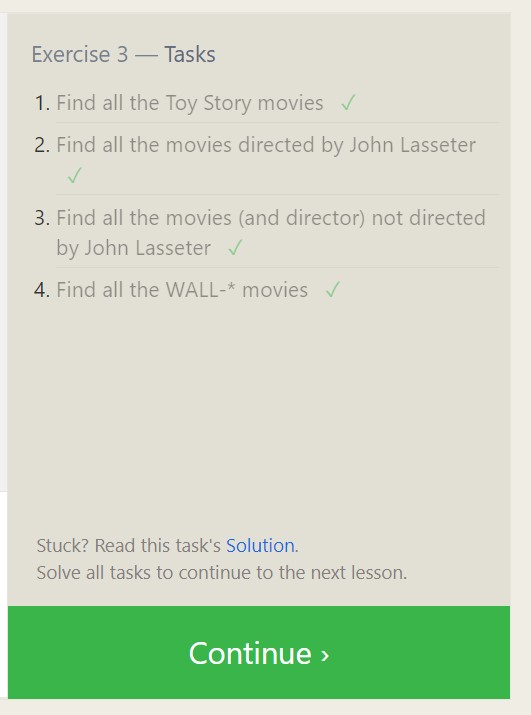 Exercise 3 — Tasks
1. Find all the Toy Story movies ✓
2. Find all the movies directed by John Lasseter
✓
3. Find all the movies (and director) not directed
by John Lasseter ✓
4. Find all the WALL-* movies ✓
Stuck? Read this task's Solution.
Solve all tasks to continue to the next lesson.
Continue ›